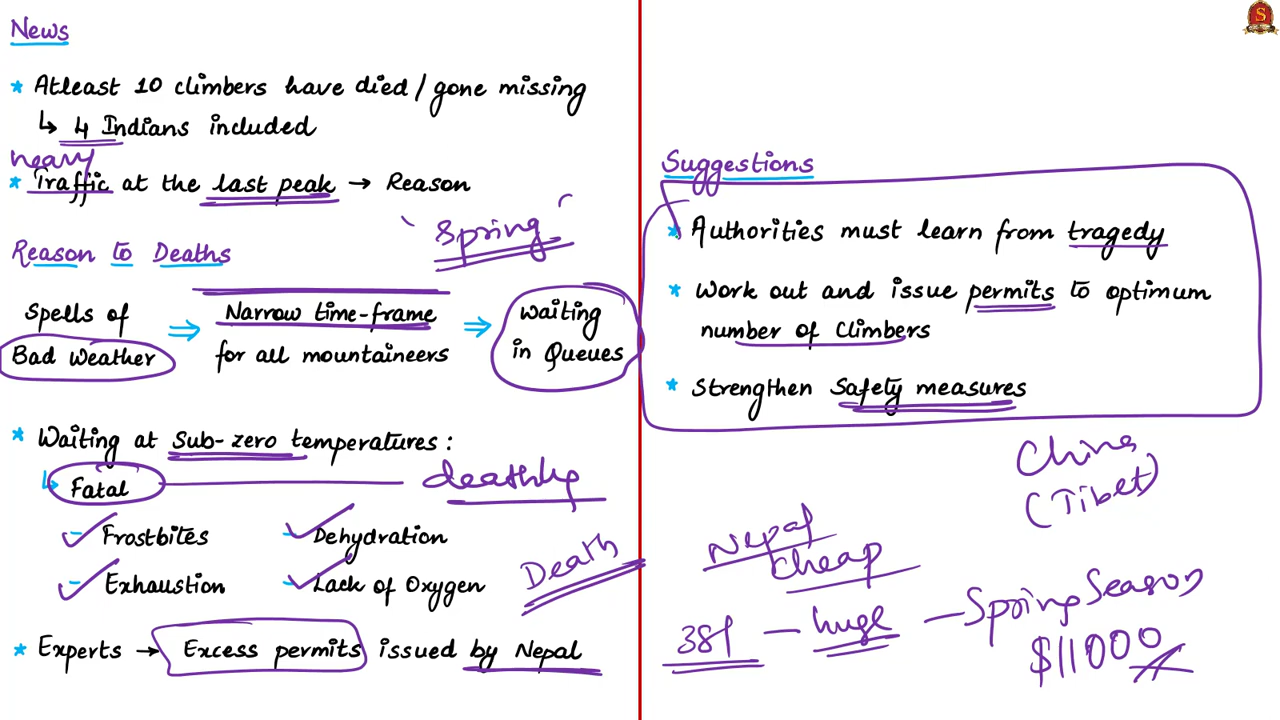 News
* Atleast 10 climbers have died/gone missing
↳ 4 Indians included
heavy
* Traffic at the last peak → Reason
"Spring"
Reason to Deaths
Spells of Bad Weather ⇒ Narrow time-frame for all mountaineers ⇒ Waiting in Queues
* Waiting at Sub-zero temperatures :
↳ Fatal
deathly
- Frostbites - Dehydration
- Exhaustion - Lack of Oxygen
Death
* Experts → Excess permits issued by Nepal
S
Suggestions
* Authorities must learn from tragedy
* Work out and issue permits to optimum
number of Climbers
* Strengthen Safety measures
China
(Tibet)
Nepal
cheap
381 — huge — Spring Season
$11000